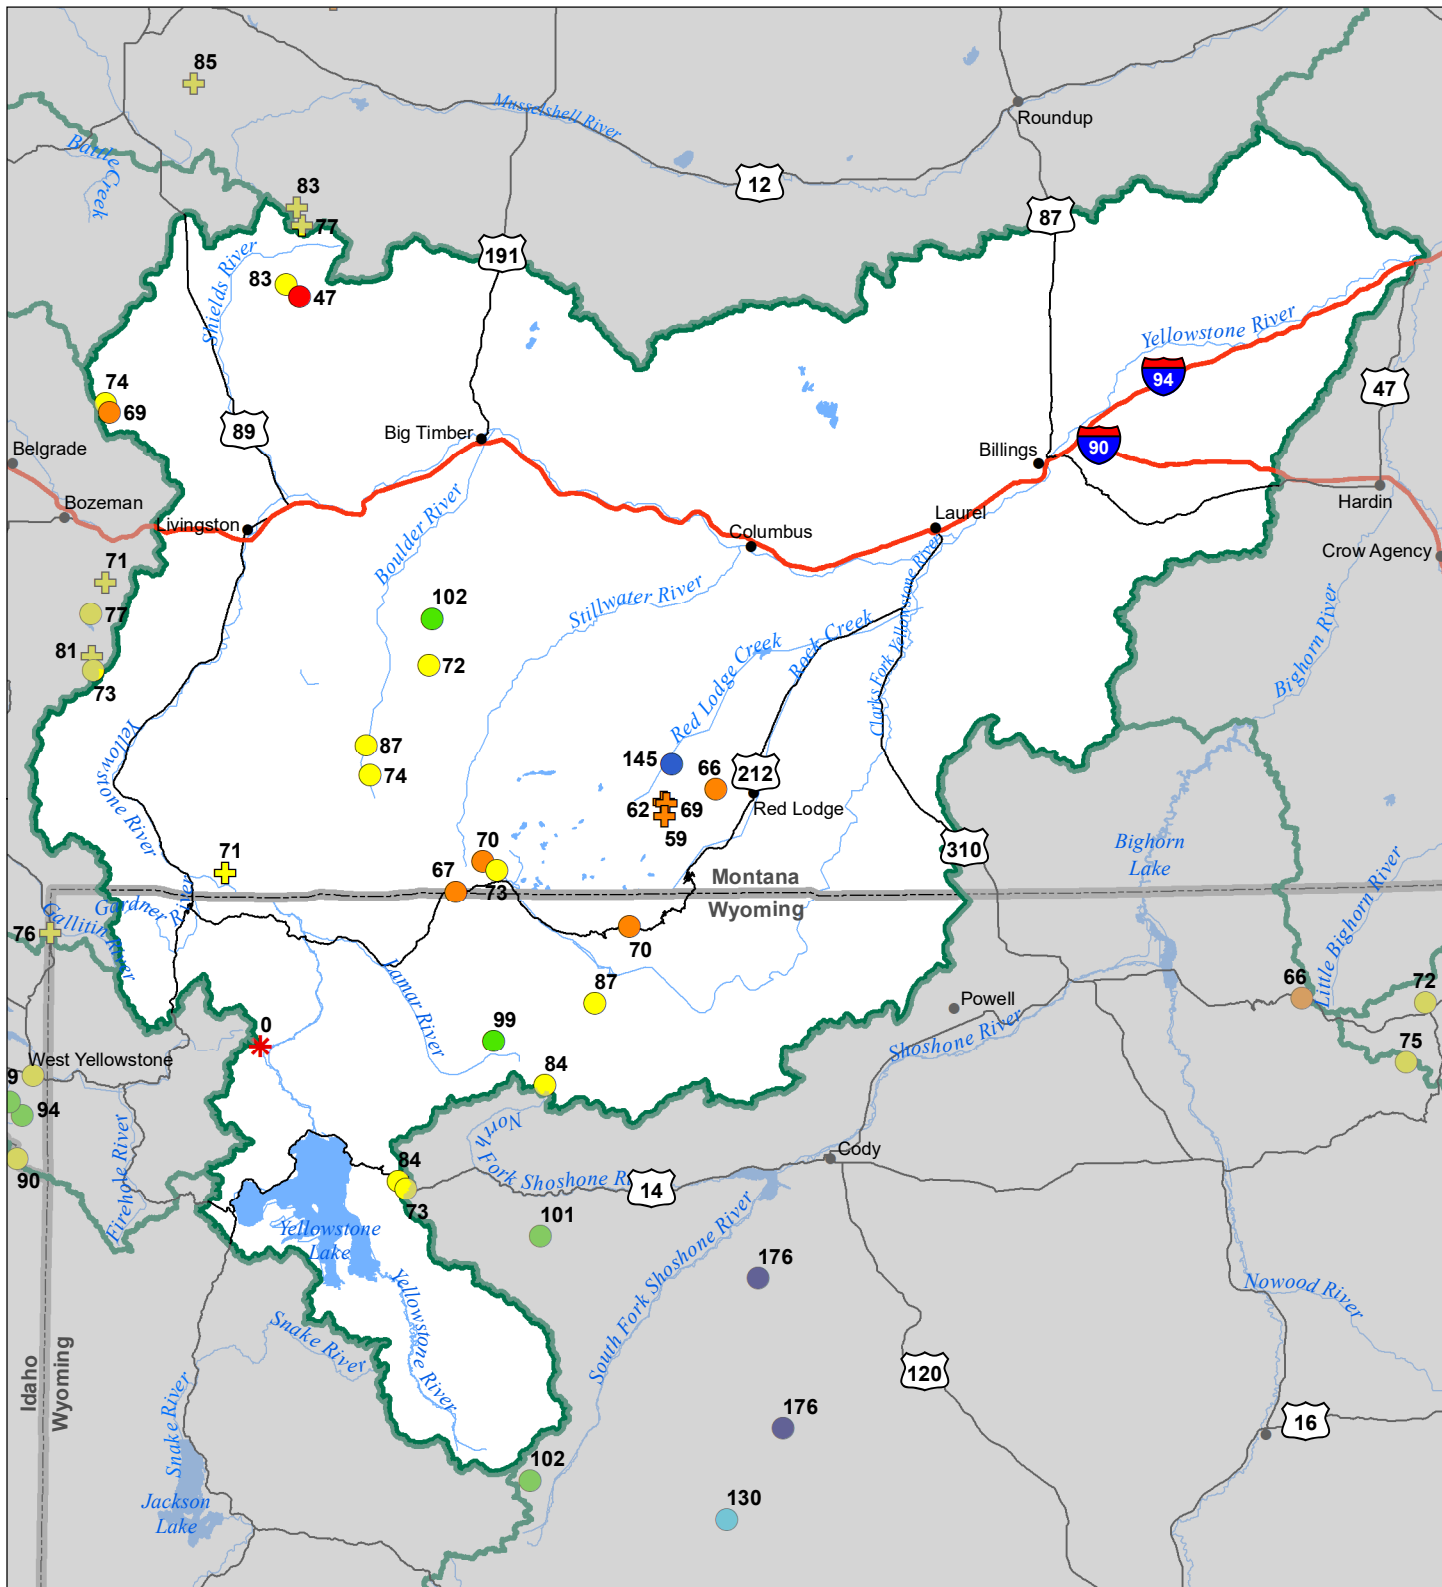 85
Musselshell River
Roundup
Battle Creek
12
83
77
87
191
Shields River
83
47
Yellowstone River
94
47
74
69
89
Big Timber
Belgrade
Billings
90
Bozeman
Hardin
Livingston
Laurel
Columbus
Crow Agency
Boulder River
71
77
102
Stillwater River
Clarks Fork Yellowstone River
Rock Creek
Red Lodge Creek
Bighorn River
81
73
72
Yellowstone River
87
74
145
66
212
62
69
59
Red Lodge
310
Bighorn
Lake
70
71
67
73
Montana
Wyoming
Gardner River
Gallitin River
76
70
Little Bighorn River
Lamar River
87
66
72
Powell
0
99
Shoshone River
75
West Yellowstone
9
84
94
North
Fork Shoshone R
Firehole River
90
Cody
84
73
14
101
Yellowstone
Lake
South Fork Shoshone River
176
Nowood River
Yellowstone River
Snake River
Idaho
Wyoming
Snake River
120
16
176
102
130
Jackson
Lake